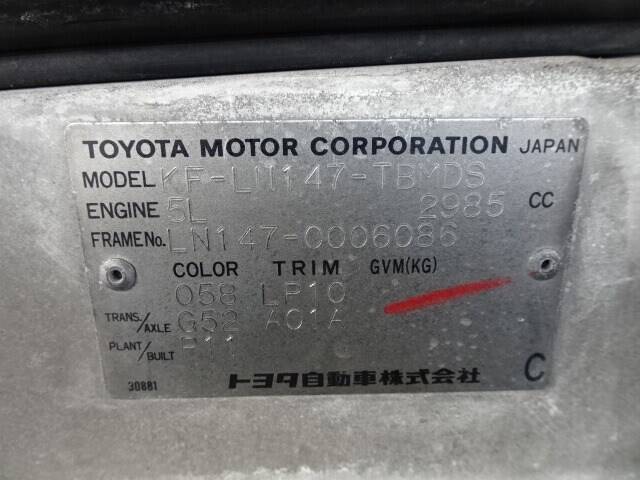 TOYOTA MOTOR CORPORATION JAPAN
MODEL KF-LN147-TBMDS
ENGINE 5L 2985 CC
FRAME No. LN147-0006086
COLOR TRIM GVM(KG)
058 LP10
TRANS./AXLE G52 A01A
PLANT/BUILT P11
30881 トヨタ自動車株式会社 C